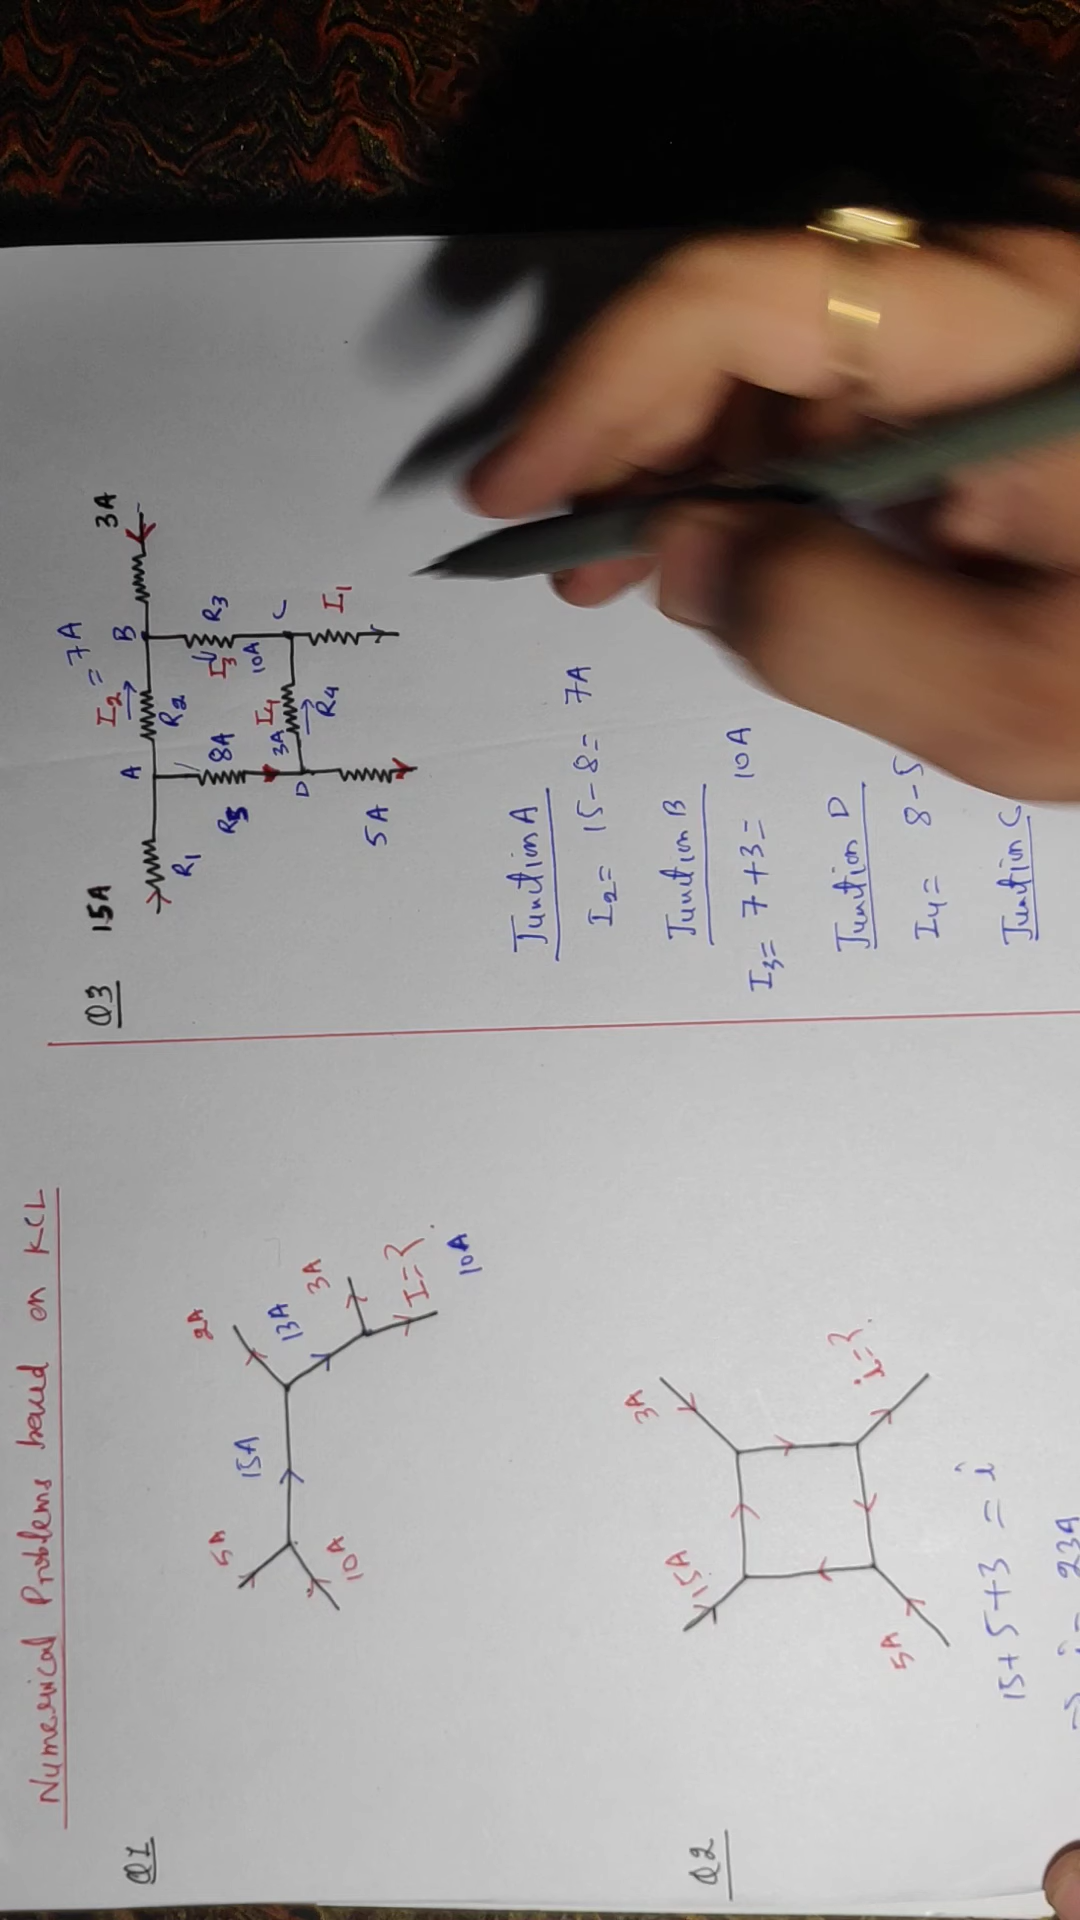 Numerical Problems based on KCL
Q1
5A
10A
15A
2A
13A
3A
I=?
10A
Q2
15A
3A
5A
i=?
15+5+3 = i
Q3
15A
R1
A
I2 = 7A
R2
B
3A
R5
8A
I3
R3
10A
3A
I4
R4
D
C
5A
I1
Junction A
I2= 15-8= 7A
Junction B
I3= 7+3= 10A
Junction D
I4= 8-5
Junction C